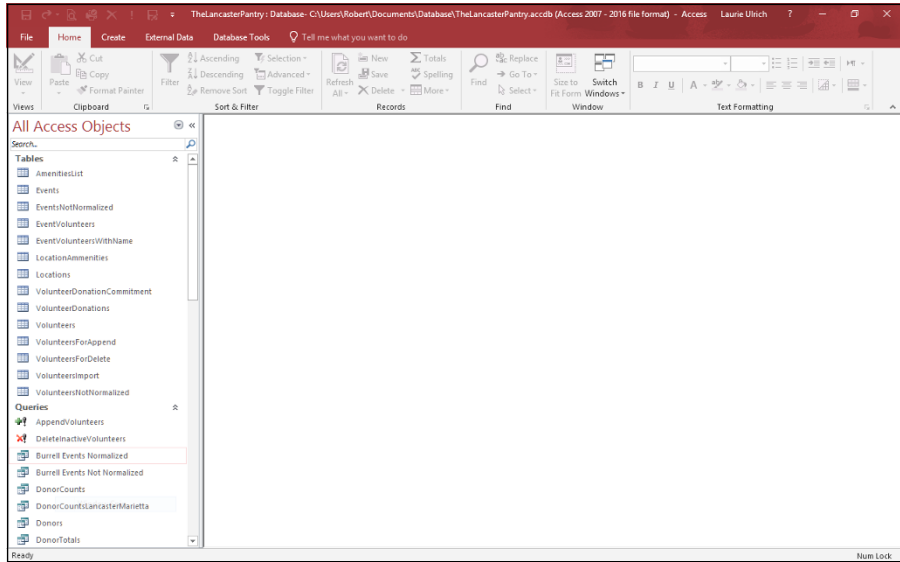 TheLancasterPantry : Database- C:\Users\Robert\Documents\Database\TheLancasterPantry.accdb (Access 2007 - 2016 file format) - Access Laurie Ulrich ?
File Home Create External Data Database Tools Tell me what you want to do
View
Views
Paste
Cut
Copy
Format Painter
Clipboard
Filter
Ascending
Descending
Remove Sort
Selection
Advanced
Toggle Filter
Sort & Filter
Refresh
All
New
Save
Delete
Totals
Spelling
More
Records
Find
Replace
Go To
Select
Find
Size to
Fit Form
Switch
Windows
Window
B I U A
Text Formatting
All Access Objects
Search..
Tables
AmenitiesList
Events
EventsNotNormalized
EventVolunteers
EventVolunteersWithName
LocationAmmenities
Locations
VolunteerDonationCommitment
VolunteerDonations
Volunteers
VolunteersForAppend
VolunteersForDelete
VolunteersImport
VolunteersNotNormalized
Queries
AppendVolunteers
DeleteInactiveVolunteers
Burrell Events Normalized
Burrell Events Not Normalized
DonorCounts
DonorCountsLancasterMarietta
Donors
DonorTotals
Ready
Num Lock